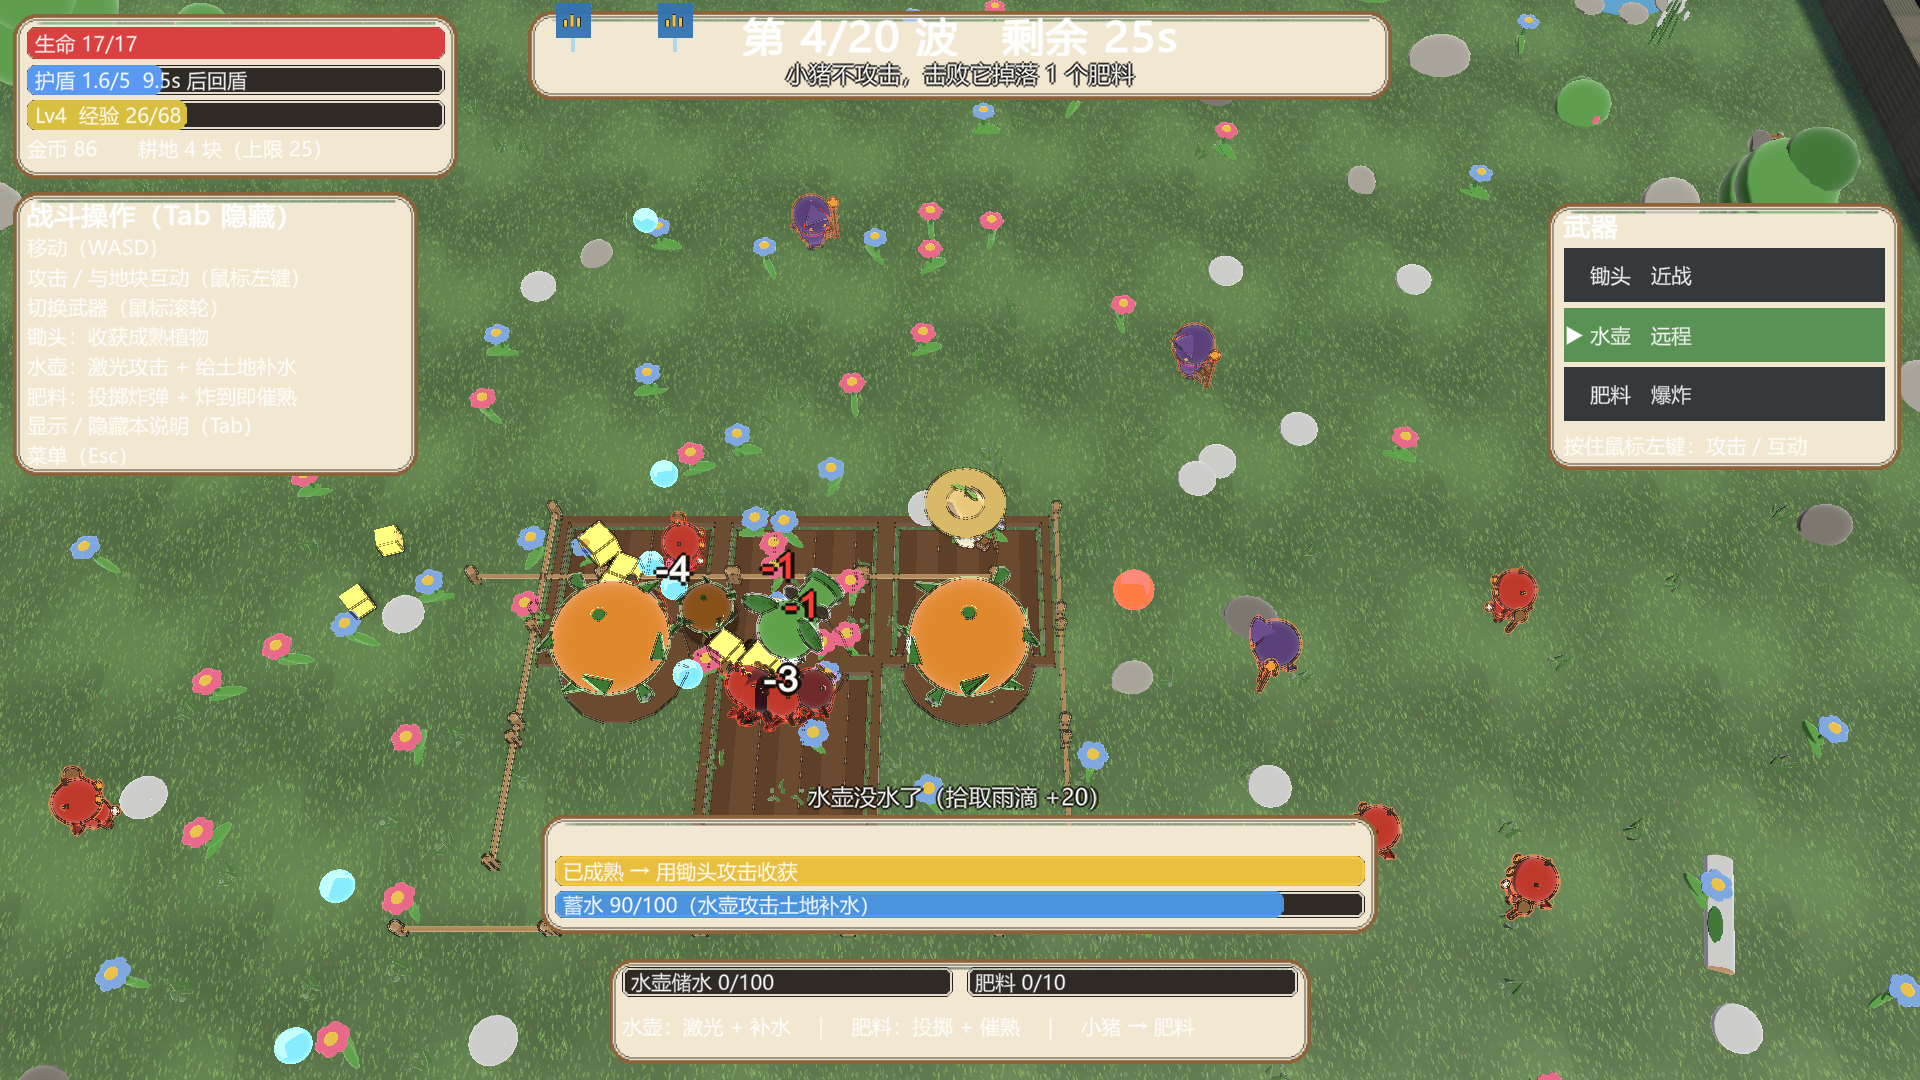 生命 17/17
护盾 1.6/5 9.5s 后回盾
Lv4 经验 26/68
金币 86 耕地 4 块（上限 25）
第 4/20 波 剩余 25s
小猪不攻击，击败它掉落 1 个肥料
战斗操作（Tab 隐藏）
移动（WASD）
攻击 / 与地块互动（鼠标左键）
切换武器（鼠标滚轮）
锄头：收获成熟植物
水壶：激光攻击 + 给土地补水
肥料：投掷炸弹 + 炸到即催熟
显示 / 隐藏本说明（Tab）
菜单（Esc）
武器
锄头 近战
▶ 水壶 远程
肥料 爆炸
按住鼠标左键：攻击 / 互动
-4
-1
-1
-3
水壶没水了（拾取雨滴 +20）
已成熟 → 用锄头攻击收获
蓄水 90/100（水壶攻击土地补水）
水壶储水 0/100
肥料 0/10
水壶：激光 + 补水 | 肥料：投掷 + 催熟 | 小猪 → 肥料